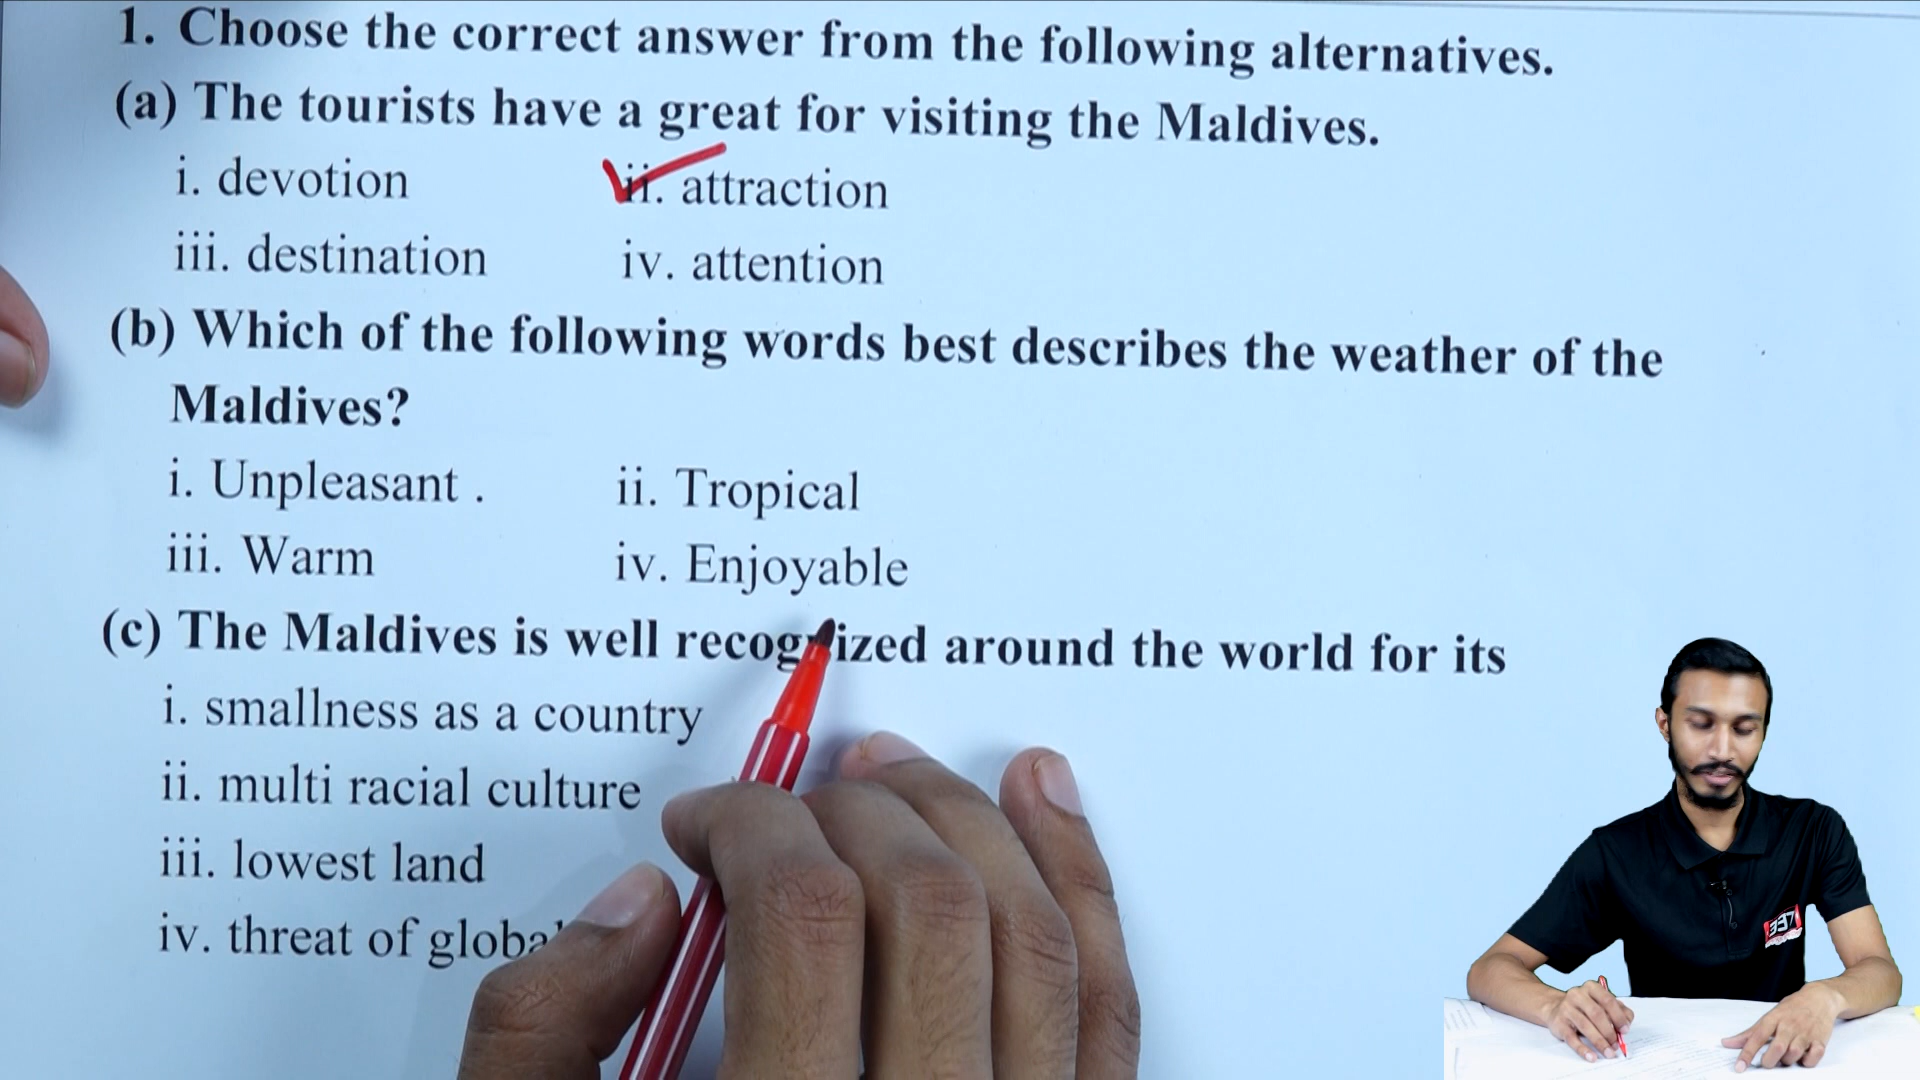 1. Choose the correct answer from the following alternatives.
(a) The tourists have a great for visiting the Maldives.
i. devotion ii. attraction
iii. destination iv. attention
(b) Which of the following words best describes the weather of the
Maldives?
i. Unpleasant . ii. Tropical
iii. Warm iv. Enjoyable
(c) The Maldives is well recognized around the world for its
i. smallness as a country
ii. multi racial culture
iii. lowest land
iv. threat of global